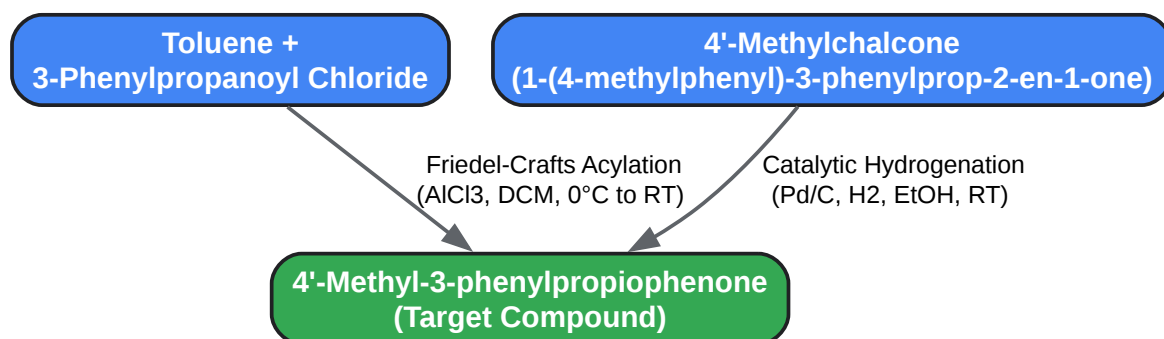 Toluene +
3-Phenylpropanoyl Chloride
4'-Methylchalcone
(1-(4-methylphenyl)-3-phenylprop-2-en-1-one)
Friedel-Crafts Acylation
(AlCl3, DCM, 0°C to RT)
Catalytic Hydrogenation
(Pd/C, H2, EtOH, RT)
4'-Methyl-3-phenylpropiophenone
(Target Compound)